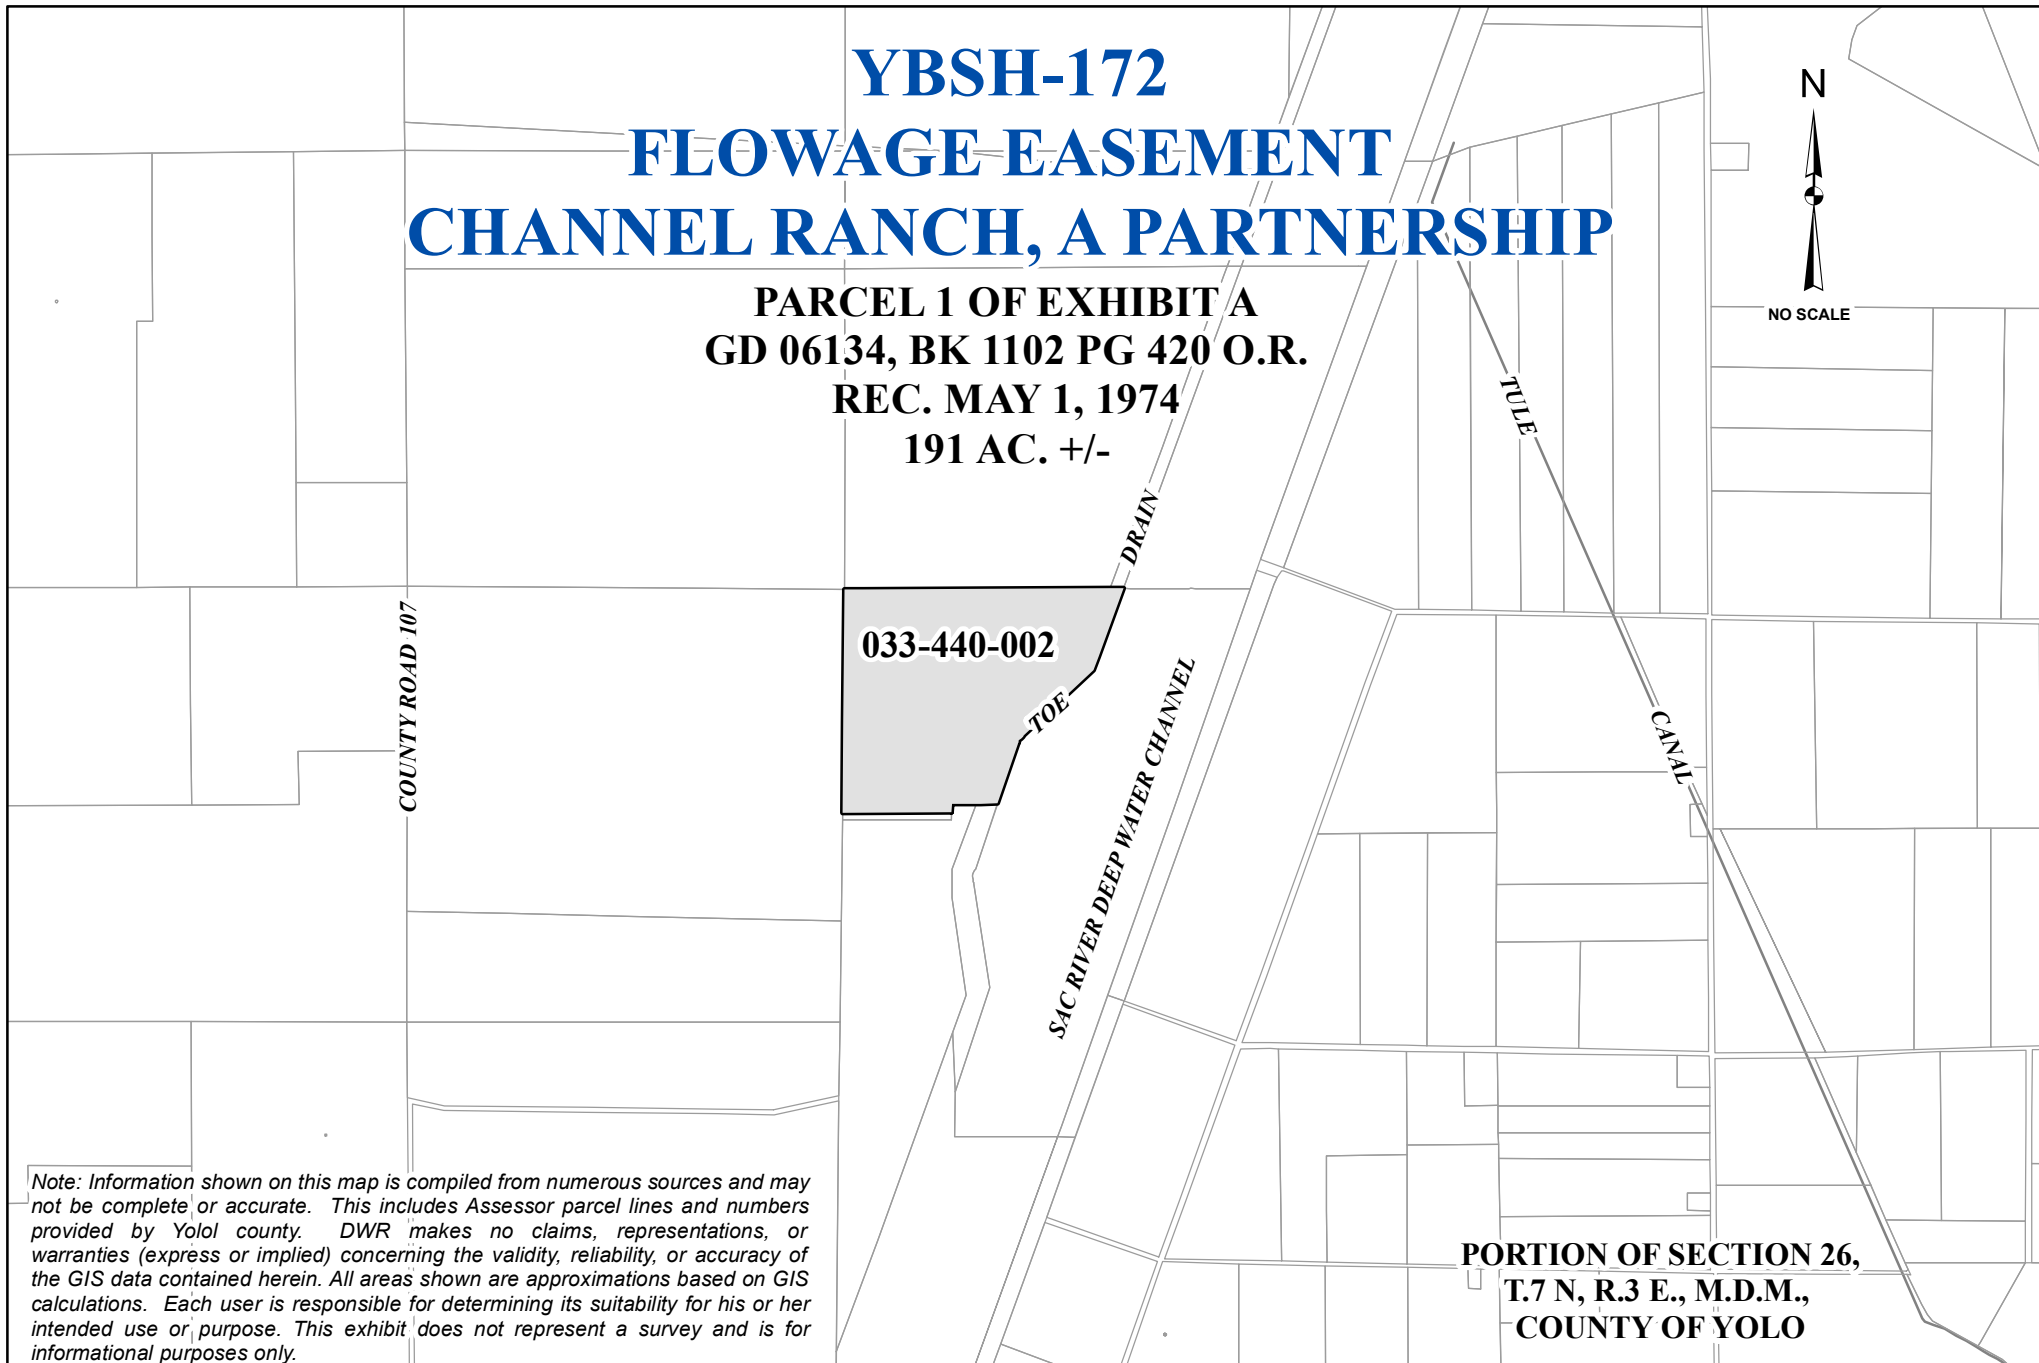 YBSH-172
FLOWAGE EASEMENT
CHANNEL RANCH, A PARTNERSHIP
PARCEL 1 OF EXHIBIT A
GD 06134, BK 1102 PG 420 O.R.
REC. MAY 1, 1974
191 AC. +/-
N
NO SCALE
TULE
DRAIN
COUNTY ROAD 107
033-440-002
TOE
SAC RIVER DEEP WATER CHANNEL
CANAL
Note: Information shown on this map is compiled from numerous sources and may
not be complete or accurate. This includes Assessor parcel lines and numbers
provided by Yolol county. DWR makes no claims, representations, or
warranties (express or implied) concerning the validity, reliability, or accuracy of
the GIS data contained herein. All areas shown are approximations based on GIS
calculations. Each user is responsible for determining its suitability for his or her
intended use or purpose. This exhibit does not represent a survey and is for
informational purposes only.
PORTION OF SECTION 26,
T.7 N, R.3 E., M.D.M.,
COUNTY OF YOLO